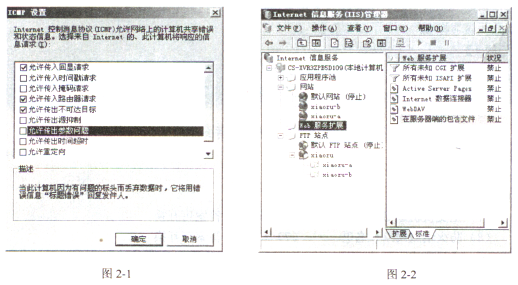 ICMP 设置
Internet 控制消息协议(ICMP)允许网络上的计算机共享错误
和状态信息。选择来自 Internet 的、此计算机将响应的信
息请求(I):
允许传入回显请求
允许传入时间戳请求
允许传入掩码请求
允许传入路由器请求
允许传出不可达目标
允许传出源抑制
允许传出参数问题
允许传出时间超时
允许重定向
描述
当此计算机因为有问题的标头而丢弃数据时，它将用错
误信息“标题错误”回复发件人。
确定
取消
图 2-1
Internet 信息服务(IIS)管理器
文件(F) 操作(A) 查看(V) 窗口(W) 帮助(H)
Internet 信息服务
(本地计算机)
应用程序池
网站
默认网站 (停止)
xiaoru-b
xiaoru-a
Web 服务扩展
FTP 站点
默认 FTP 站点 (停止
xiaoru
xiaoru-a
xiaoru-b
Web 服务扩展 状况
所有未知 CGI 扩展 禁止
所有未知 ISAPI 扩展 禁止
Active Server Pages 禁止
Internet 数据连接器 禁止
WebDAV 禁止
在服务器端的包含文件 禁止
扩展 标准
图 2-2